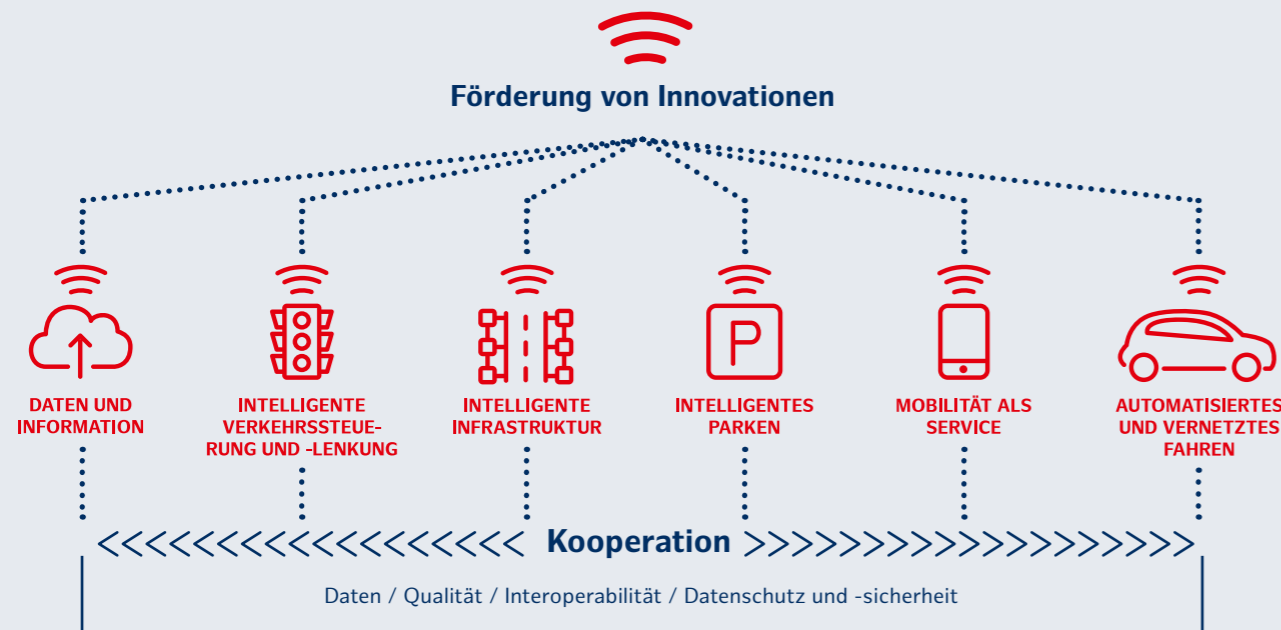 Förderung von Innovationen
DATEN UND
INFORMATION
INTELLIGENTE
VERKEHRSSTEUE-
RUNG UND -LENKUNG
INTELLIGENTE
INFRASTRUKTUR
P
INTELLIGENTES
PARKEN
MOBILITÄT ALS
SERVICE
AUTOMATISIERTES
UND VERNETZTES
FAHREN
Kooperation
Daten / Qualität / Interoperabilität / Datenschutz und -sicherheit